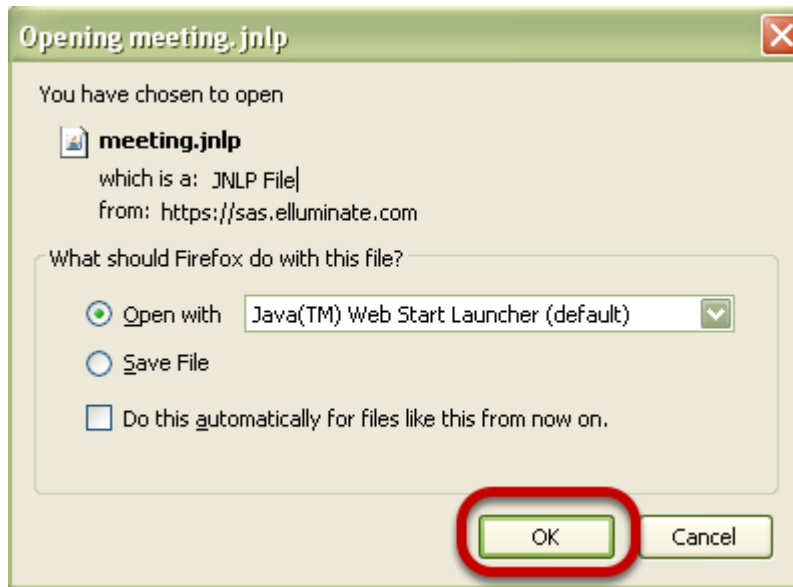 Opening meeting.jnlp
You have chosen to open
meeting.jnlp
which is a: JNLP File
from: https://sas.elluminate.com
What should Firefox do with this file?
Open with Java(TM) Web Start Launcher (default)
Save File
Do this automatically for files like this from now on.
OK Cancel